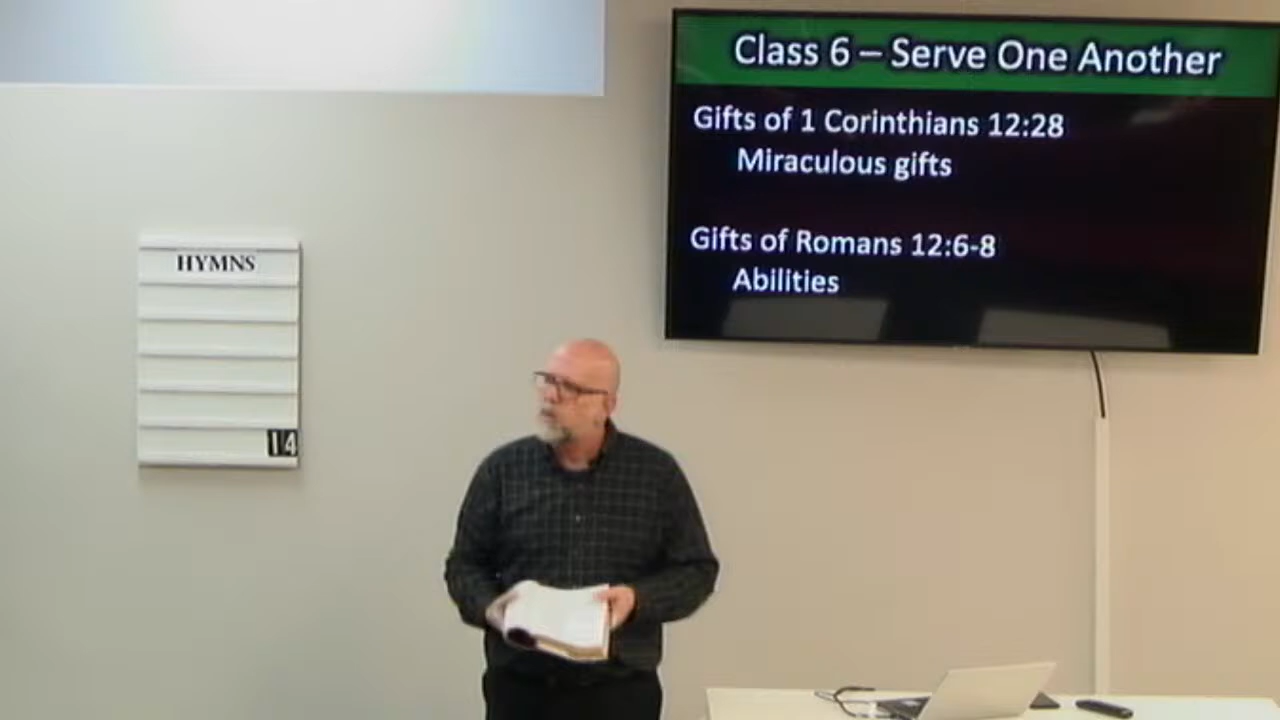 Class 6 – Serve One Another
Gifts of 1 Corinthians 12:28
Miraculous gifts
Gifts of Romans 12:6-8
Abilities
HYMNS
14